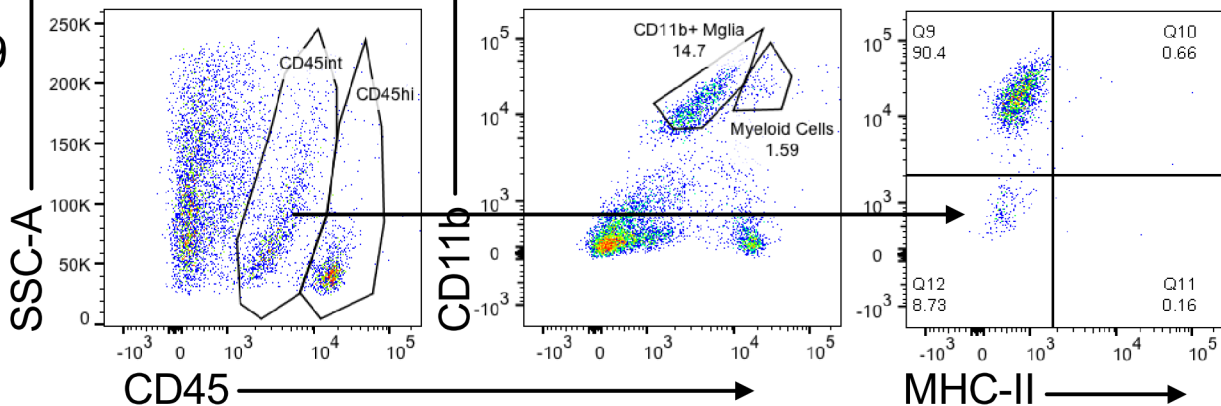 9
SSC-A
250K
200K
150K
100K
50K
0
CD45int
CD45hi
-10³ 0 10³ 10⁴ 10⁵
CD45
CD11b
10⁵
10⁴
10³
0
-10³
CD11b+ Mglia
14.7
Myeloid Cells
1.59
-10³ 0 10³ 10⁴ 10⁵
10⁵
10⁴
10³
0
-10³
Q9
90.4
Q10
0.66
Q12
8.73
Q11
0.16
-10³ 0 10³ 10⁴ 10⁵
MHC-II